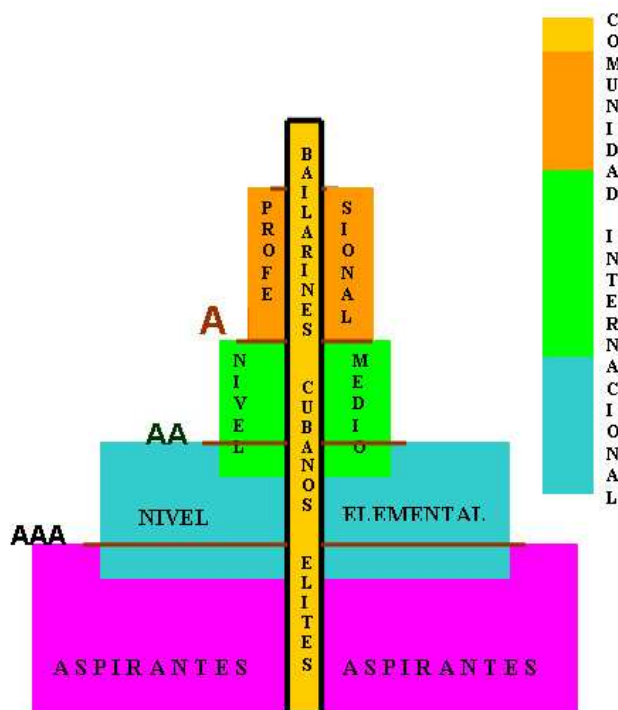 COMUNIDAD INTERNACIONAL
BAILARINES CUBANOS ELITES
PROFE SIONAL
A
NIVEL MEDIO
AA
NIVEL ELEMENTAL
AAA
ASPIRANTES ASPIRANTES